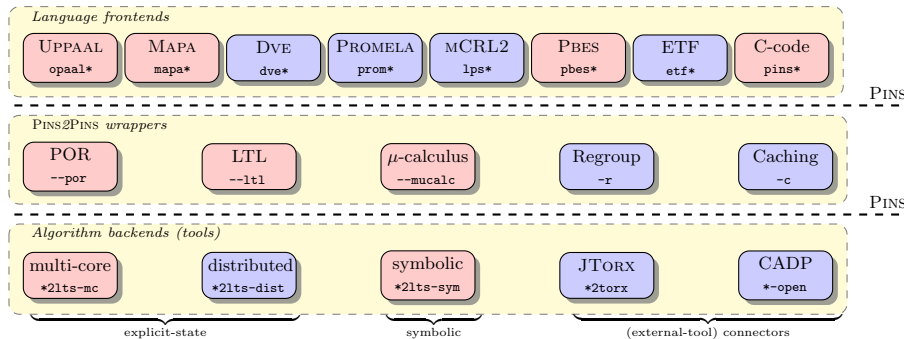 Language frontends
UPPAAL MAPA DVE PROMELA MCRL2 PBES ETF C-code
opaal* mapa* dve* prom* lps* pbes* etf* pins*
PINS
PINS2PINS wrappers
POR LTL μ-calculus Regroup Caching
--por --ltl --mucalc -r -c
PINS
Algorithm backends (tools)
multi-core distributed symbolic JTORX CADP
*2lts-mc *2lts-dist *2lts-sym *2torx *-open
explicit-state symbolic (external-tool) connectors